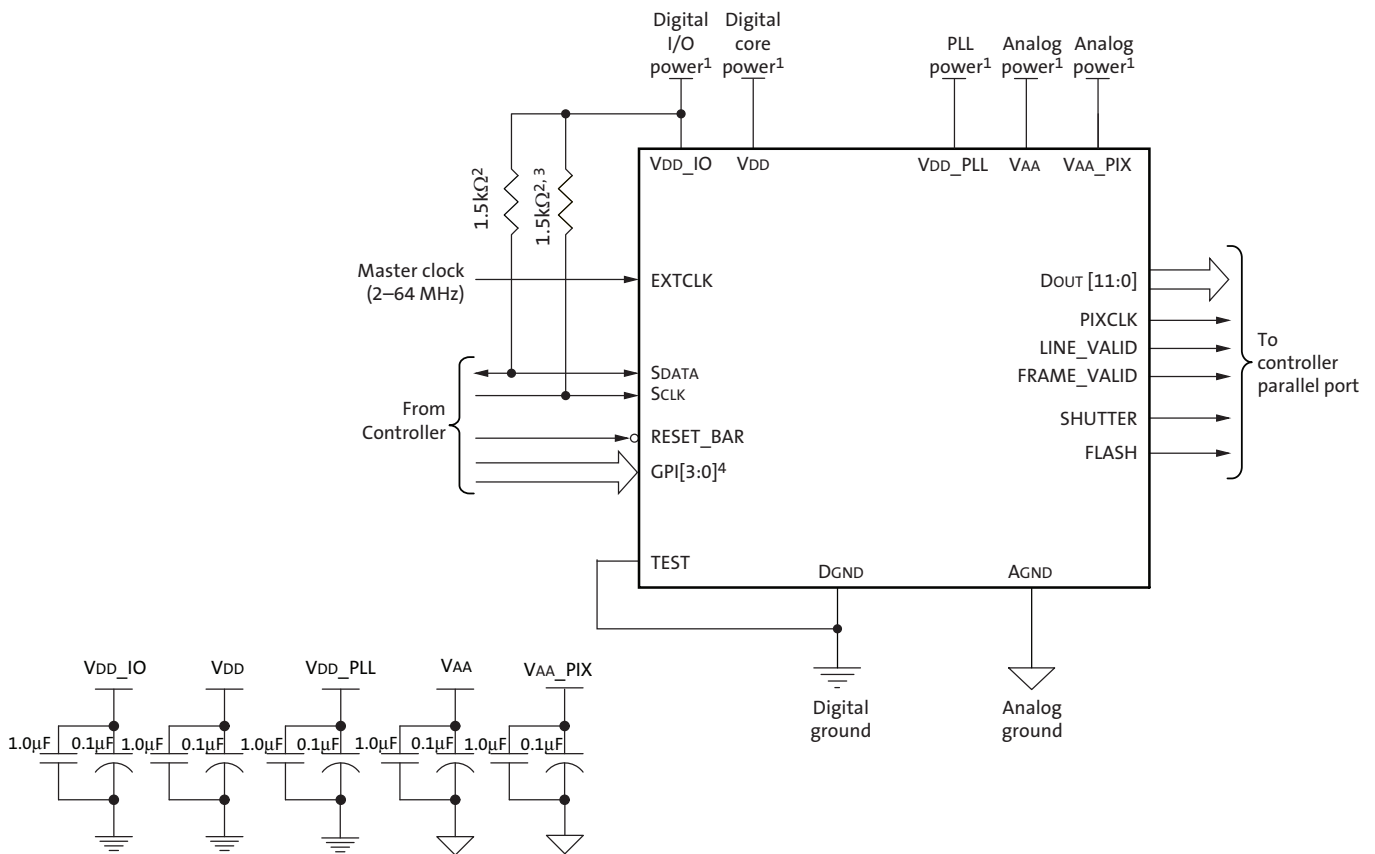 Digital
I/O
power1
Digital
core
power1
PLL
power1
Analog
power1
Analog
power1
VDD_IO
VDD
VDD_PLL
VAA
VAA_PIX
1.5kΩ2
1.5kΩ2, 3
Master clock
(2–64 MHz)
EXTCLK
SDATA
SCLK
From
Controller
RESET_BAR
GPI[3:0]4
TEST
DGND
AGND
DOUT [11:0]
PIXCLK
LINE_VALID
FRAME_VALID
SHUTTER
FLASH
To
controller
parallel port
Digital
ground
Analog
ground
VDD_IO
VDD
VDD_PLL
VAA
VAA_PIX
1.0µF
0.1µF
1.0µF
0.1µF
1.0µF
0.1µF
1.0µF
0.1µF
1.0µF
0.1µF